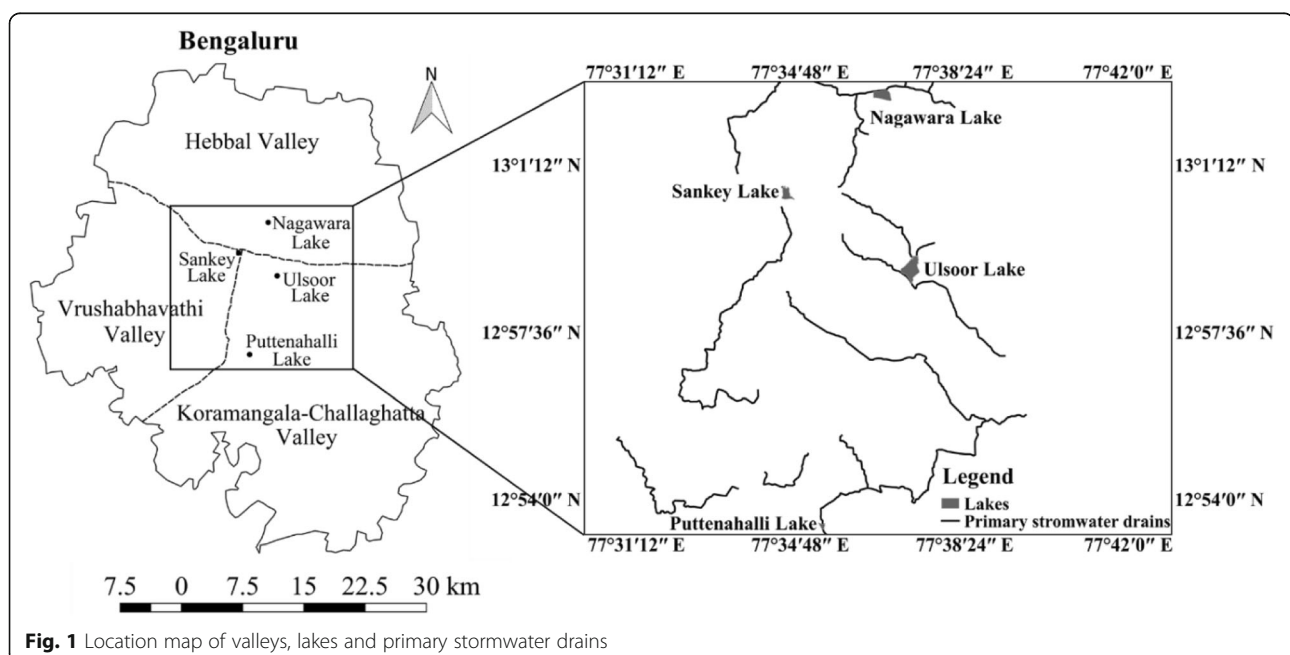 Bengaluru
N
Hebbal Valley
Nagawara
Lake
Sankey
Lake
Ulsoor
Lake
Vrushabhavathi
Valley
Puttenahalli
Lake
Koramangala-Challaghatta
Valley
7.5 0 7.5 15 22.5 30 km
77°31′12″ E 77°34′48″ E 77°38′24″ E 77°42′0″ E
Nagawara Lake
13°1′12″ N 13°1′12″ N
Sankey Lake
Ulsoor Lake
12°57′36″ N 12°57′36″ N
Legend
Lakes
Primary stromwater drains
12°54′0″ N 12°54′0″ N
Puttenahalli Lake
77°31′12″ E 77°34′48″ E 77°38′24″ E 77°42′0″ E
Fig. 1 Location map of valleys, lakes and primary stormwater drains